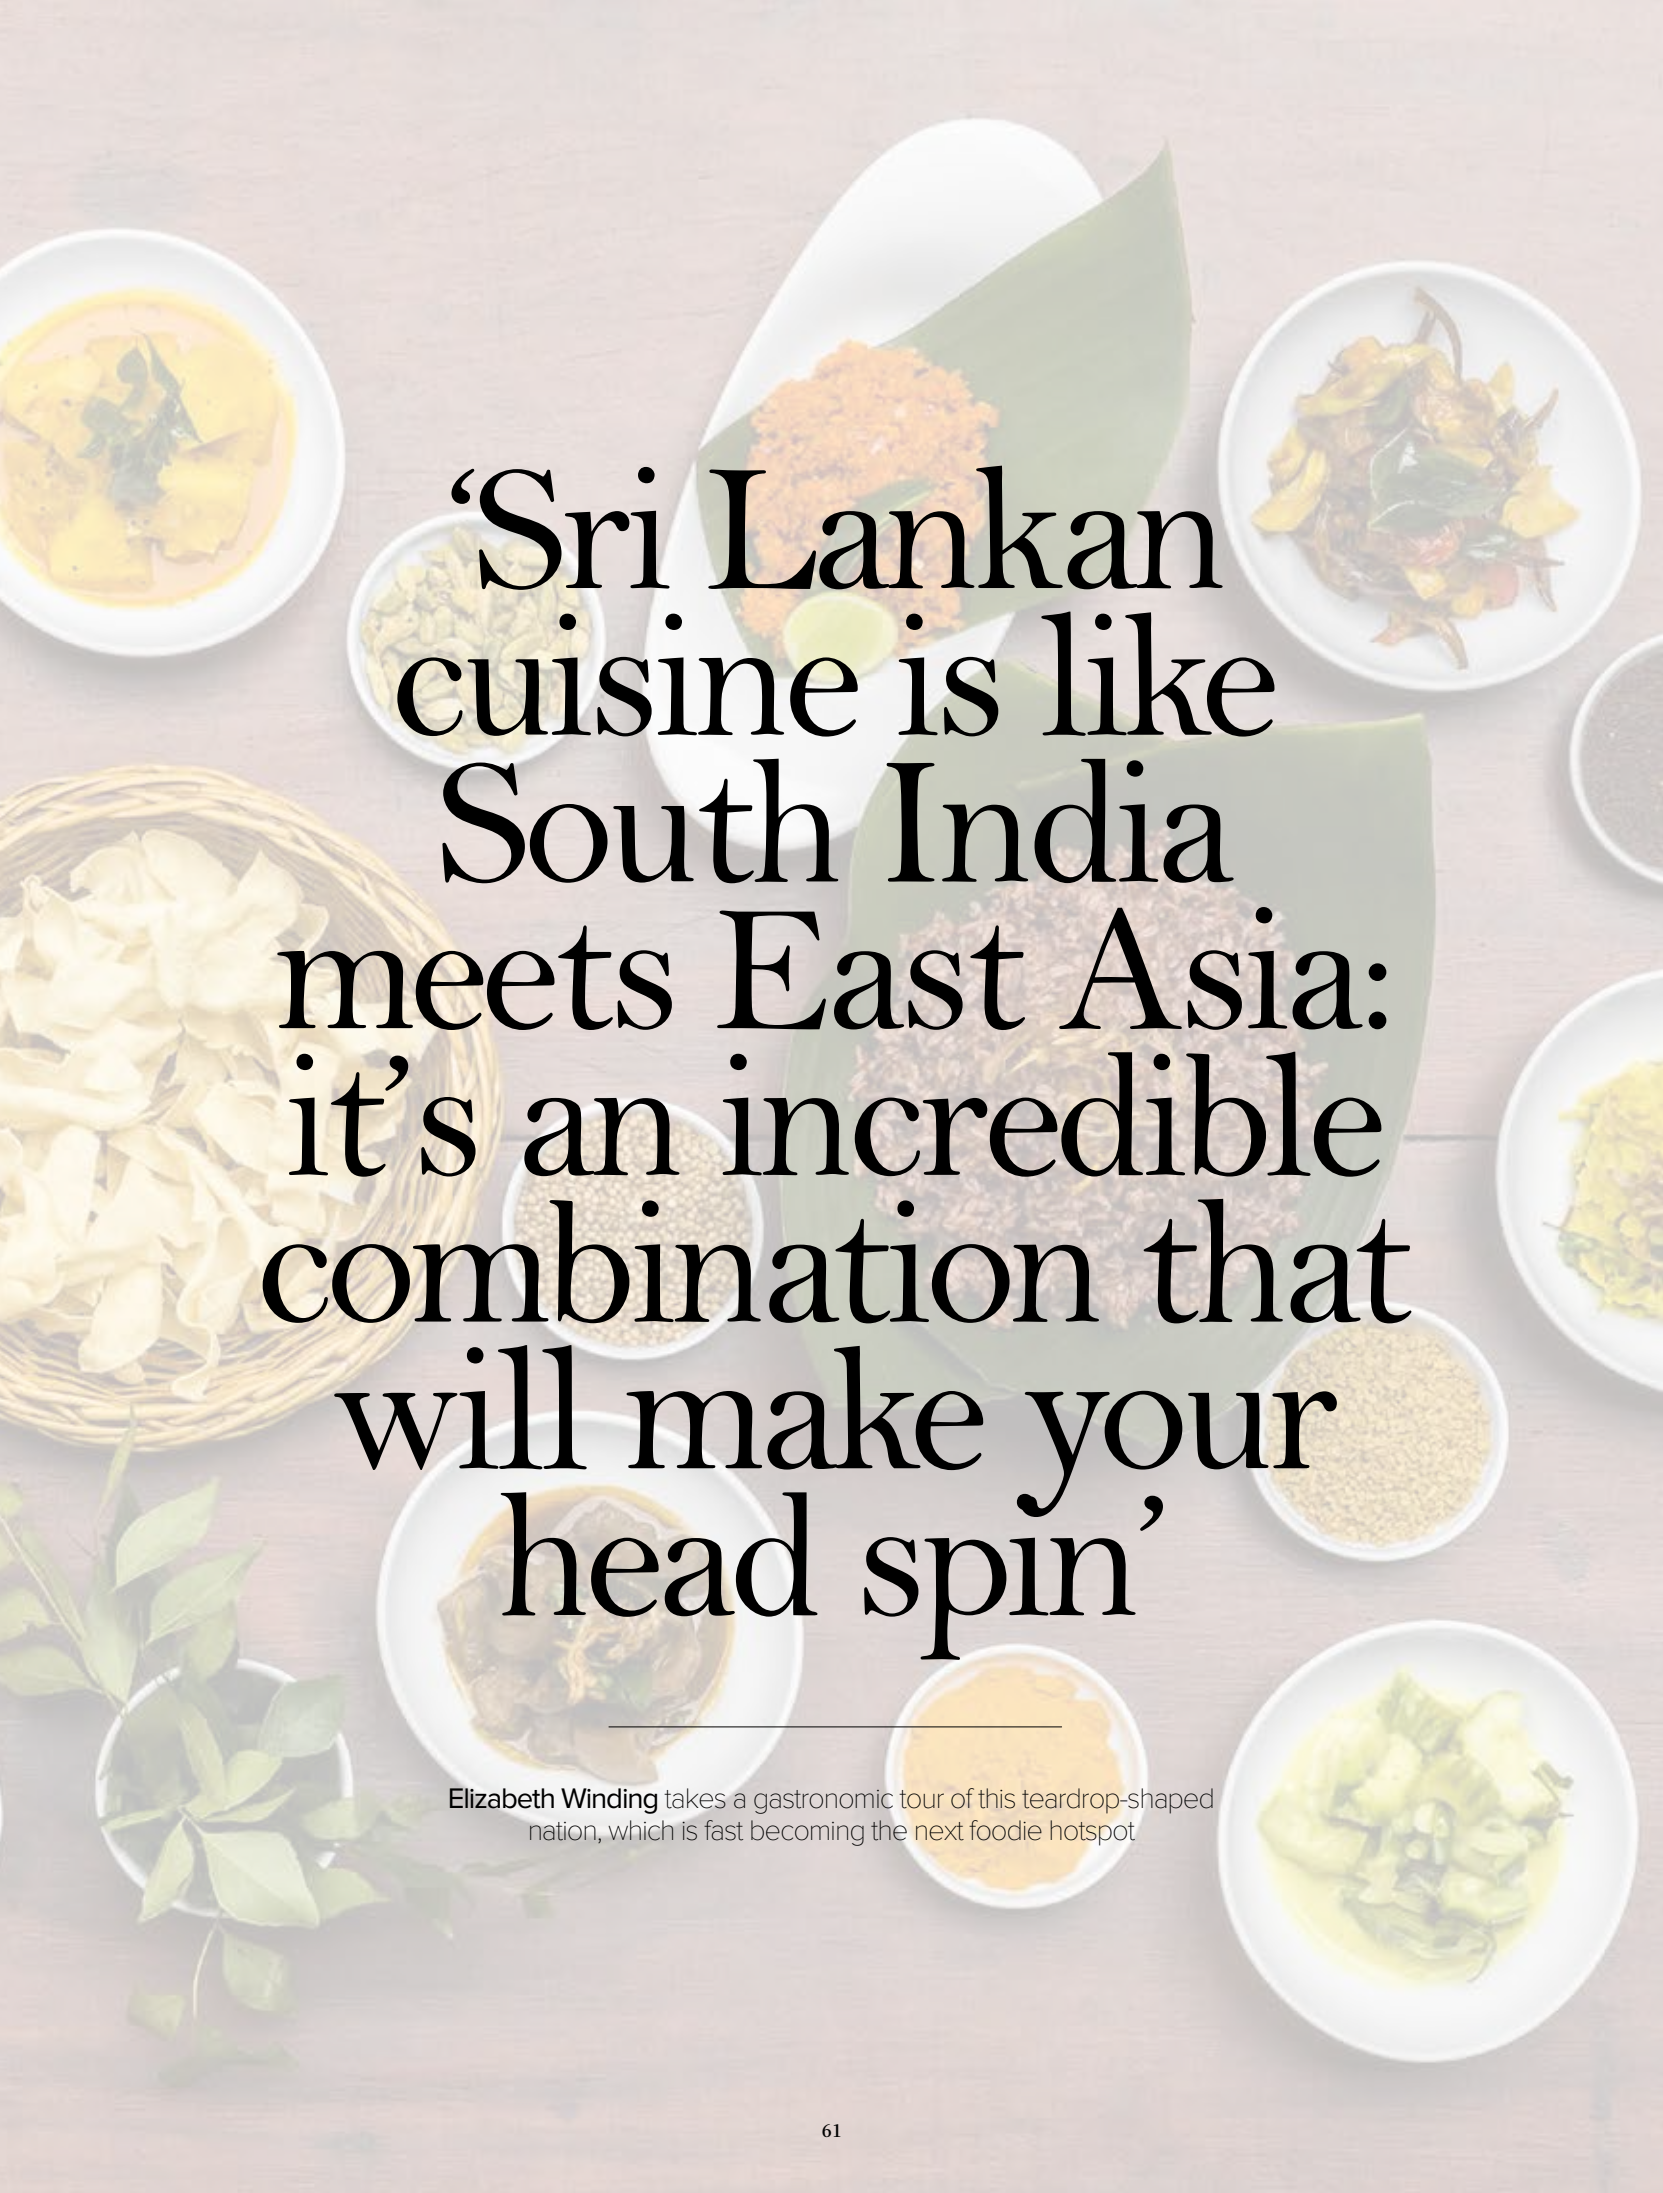 ‘Sri Lankan
cuisine is like
South India
meets East Asia:
it’s an incredible
combination that
will make your
head spin’
Elizabeth Winding takes a gastronomic tour of this teardrop-shaped
nation, which is fast becoming the next foodie hotspot
61